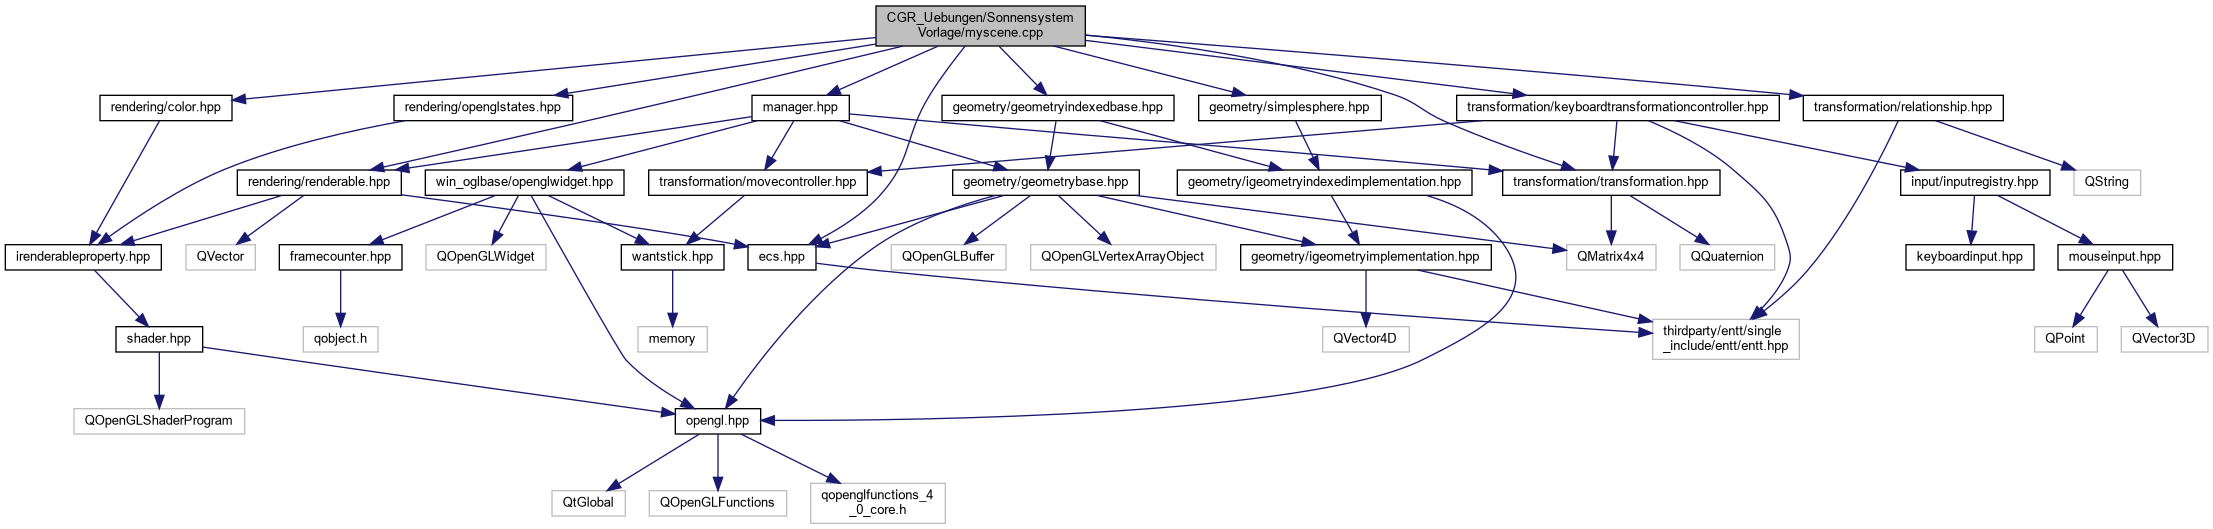 CGR_Uebungen/Sonnensystem
Vorlage/myscene.cpp
rendering/color.hpp
rendering/openglstates.hpp
manager.hpp
geometry/geometryindexedbase.hpp
geometry/simplesphere.hpp
transformation/keyboardtransformationcontroller.hpp
transformation/relationship.hpp
rendering/renderable.hpp
win_oglbase/openglwidget.hpp
transformation/movecontroller.hpp
geometry/geometrybase.hpp
geometry/igeometryindexedimplementation.hpp
transformation/transformation.hpp
input/inputregistry.hpp
QString
irenderableproperty.hpp
QVector
framecounter.hpp
QOpenGLWidget
wantstick.hpp
ecs.hpp
QOpenGLBuffer
QOpenGLVertexArrayObject
geometry/igeometryimplementation.hpp
QMatrix4x4
QQuaternion
keyboardinput.hpp
mouseinput.hpp
shader.hpp
qobject.h
memory
QVector4D
thirdparty/entt/single
_include/entt/entt.hpp
QPoint
QVector3D
QOpenGLShaderProgram
opengl.hpp
QtGlobal
QOpenGLFunctions
qopenglfunctions_4
_0_core.h